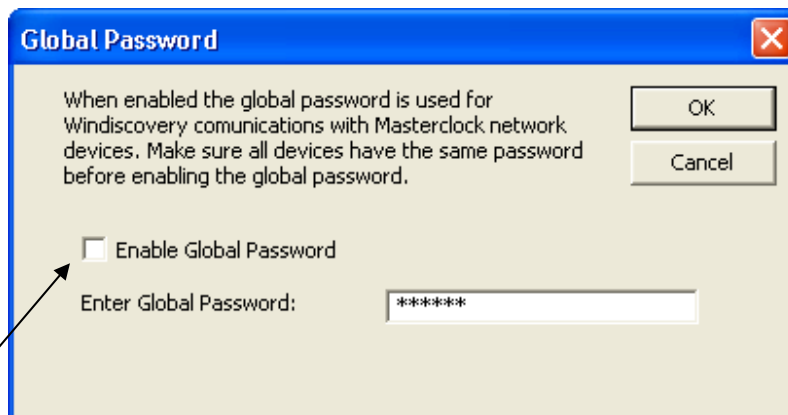 Global Password
When enabled the global password is used for
Windiscovery comunications with Masterclock network
devices. Make sure all devices have the same password
before enabling the global password.
OK
Cancel
Enable Global Password
Enter Global Password:
******